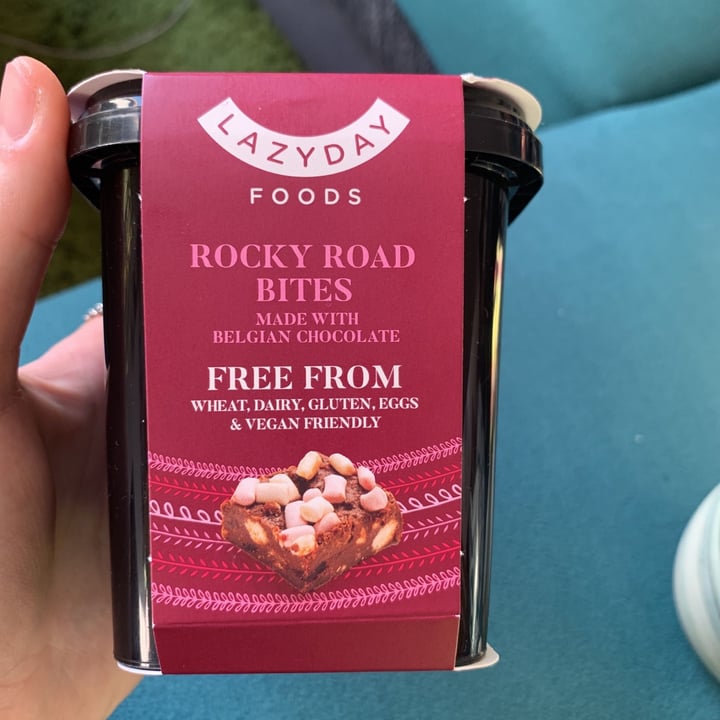 LAZYDAY
FOODS
ROCKY ROAD
BITES
MADE WITH
BELGIAN CHOCOLATE
FREE FROM
WHEAT, DAIRY, GLUTEN, EGGS
& VEGAN FRIENDLY